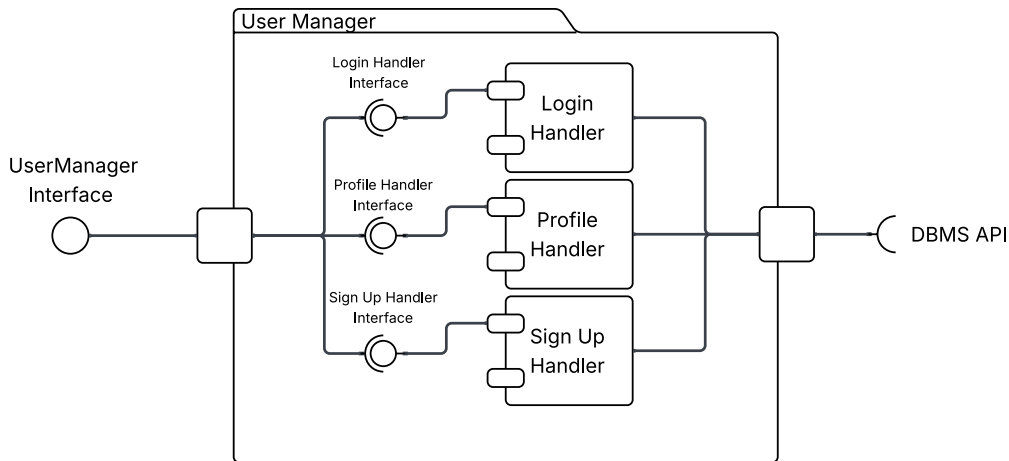 User Manager
Login Handler
Interface
Login
Handler
UserManager
Interface
Profile Handler
Interface
Profile
Handler
DBMS API
Sign Up Handler
Interface
Sign Up
Handler